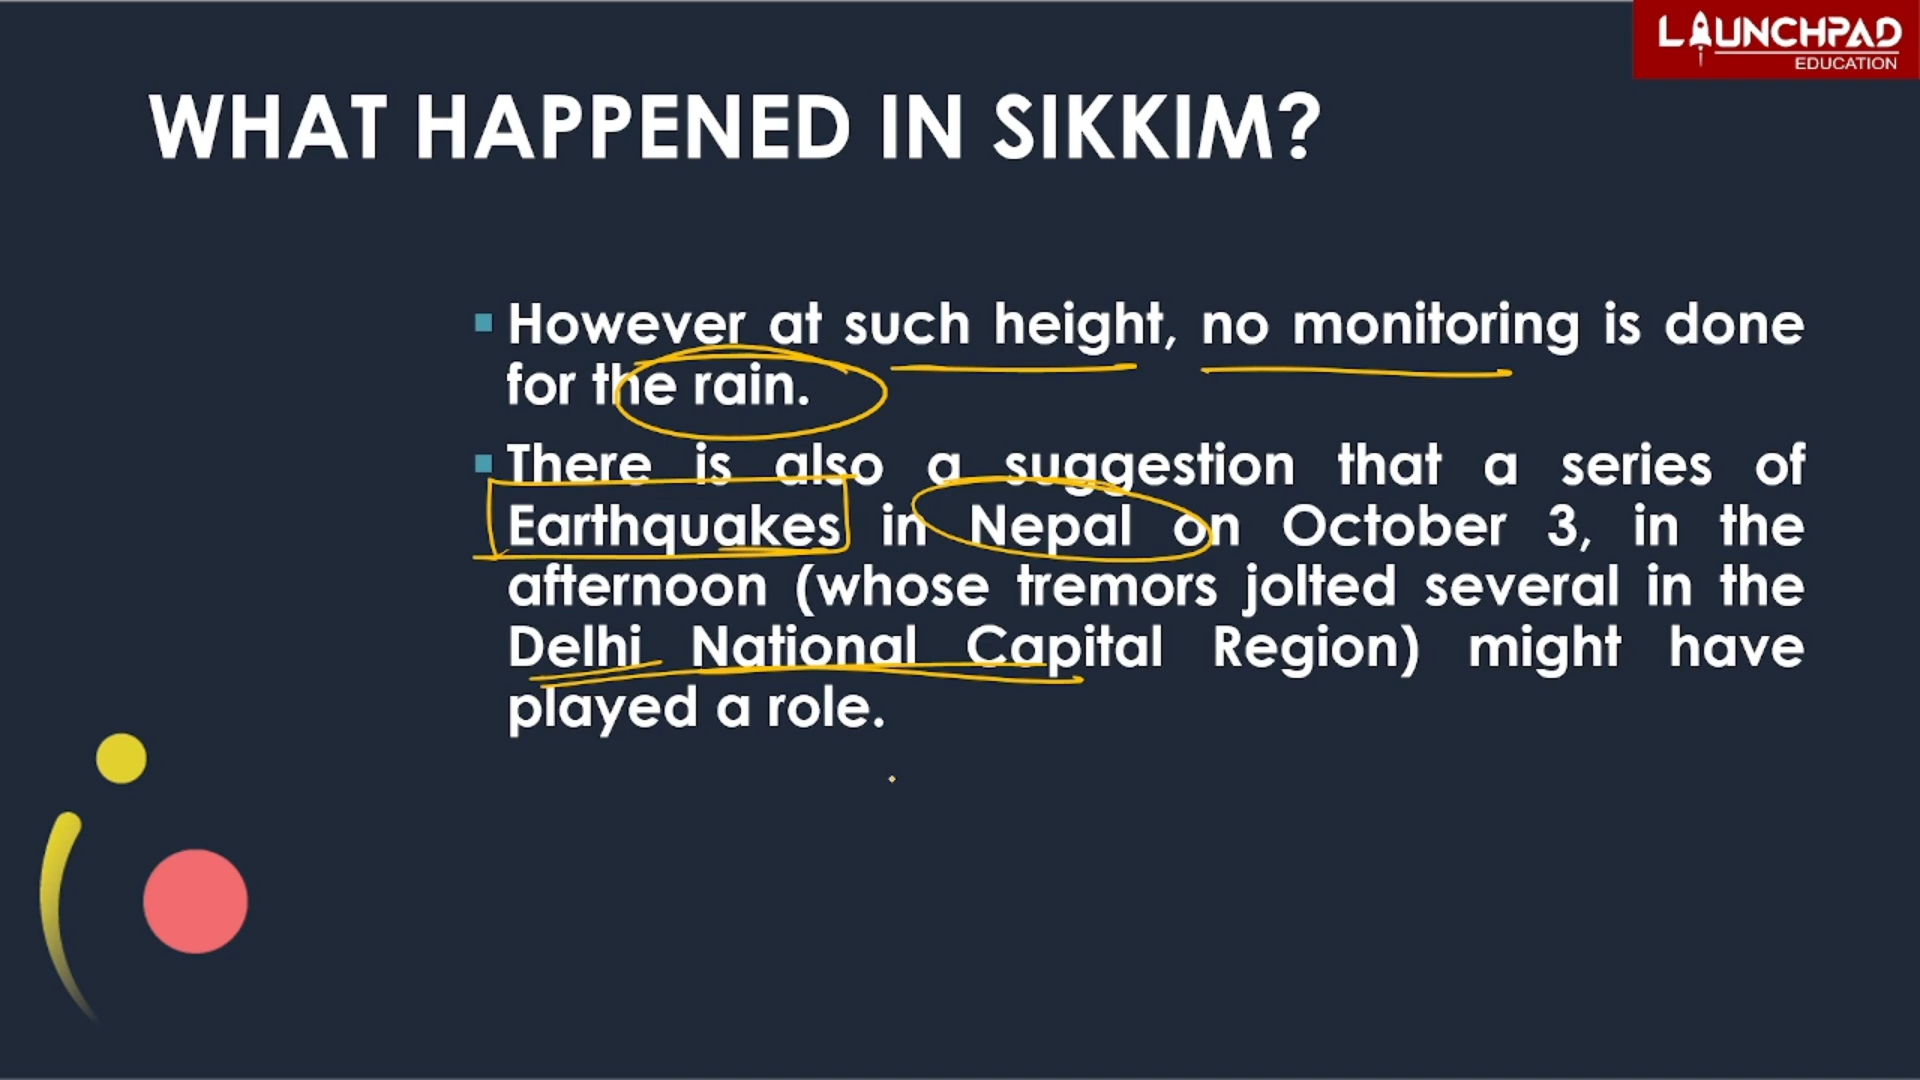 LAUNCHPAD
EDUCATION
WHAT HAPPENED IN SIKKIM?
However at such height, no monitoring is done
for the rain.
There is also a suggestion that a series of
Earthquakes in Nepal on October 3, in the
afternoon (whose tremors jolted several in the
Delhi National Capital Region) might have
played a role.